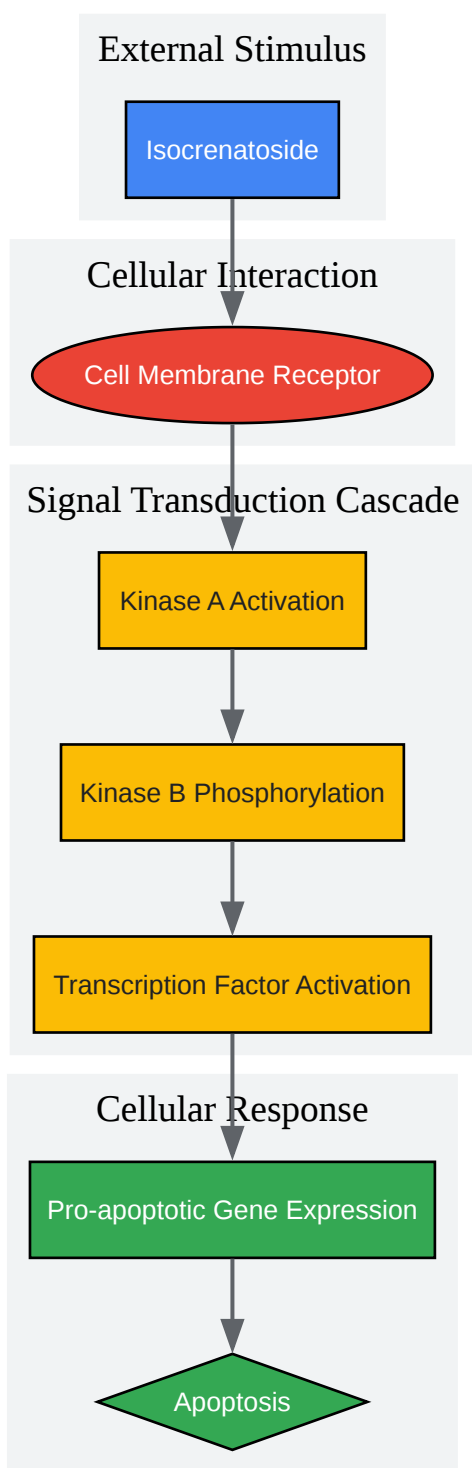 External Stimulus
Isocrenatoside
Cellular Interaction
Cell Membrane Receptor
Signal Transduction Cascade
Kinase A Activation
Kinase B Phosphorylation
Transcription Factor Activation
Cellular Response
Pro-apoptotic Gene Expression
Apoptosis